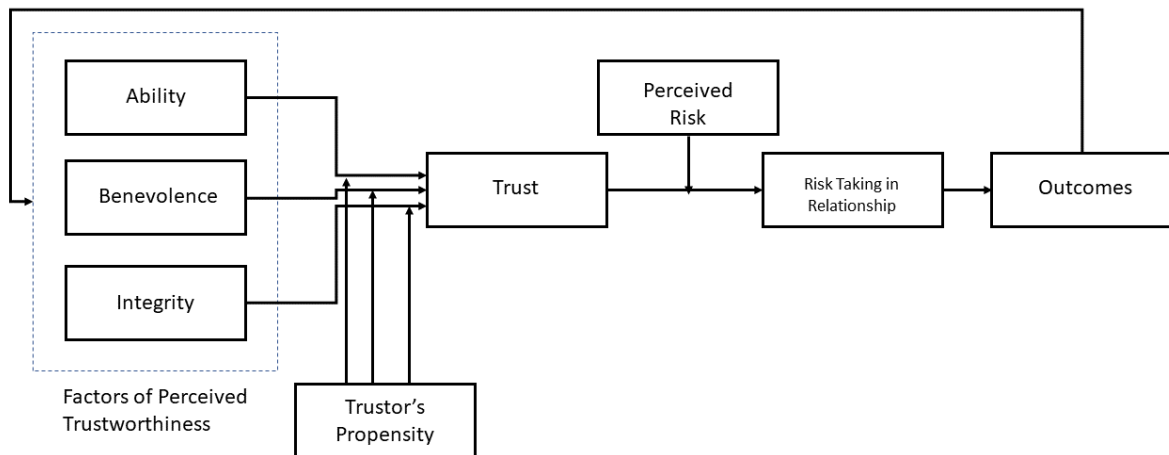 Ability
Benevolence
Integrity
Factors of Perceived
Trustworthiness
Trustor’s
Propensity
Trust
Perceived
Risk
Risk Taking in
Relationship
Outcomes